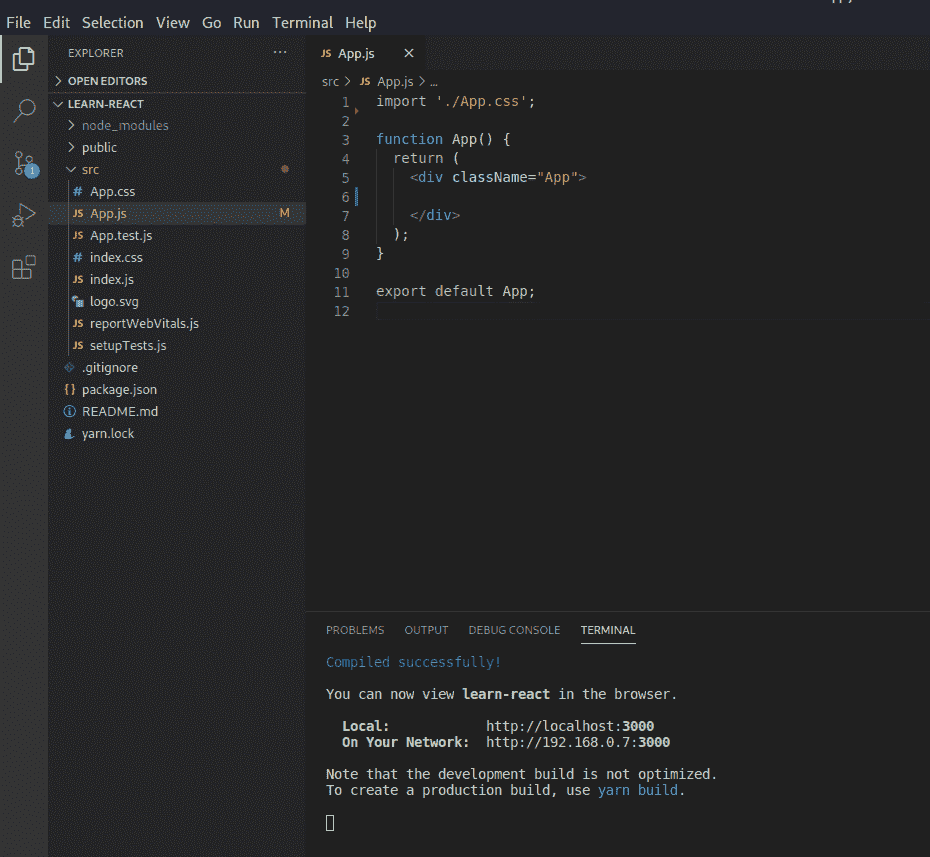 File Edit Selection View Go Run Terminal Help
EXPLORER ...
OPEN EDITORS
LEARN-REACT
node_modules
public
src
# App.css
JS App.js M
JS App.test.js
# index.css
JS index.js
logo.svg
JS reportWebVitals.js
JS setupTests.js
.gitignore
{} package.json
README.md
yarn.lock
1
JS App.js ×
src > JS App.js > ...
1 import './App.css';
2
3 function App() {
4 return (
5 <div className="App">
6
7 </div>
8 );
9 }
10
11 export default App;
12
PROBLEMS OUTPUT DEBUG CONSOLE TERMINAL
Compiled successfully!
You can now view learn-react in the browser.
Local: http://localhost:3000
On Your Network: http://192.168.0.7:3000
Note that the development build is not optimized.
To create a production build, use yarn build.